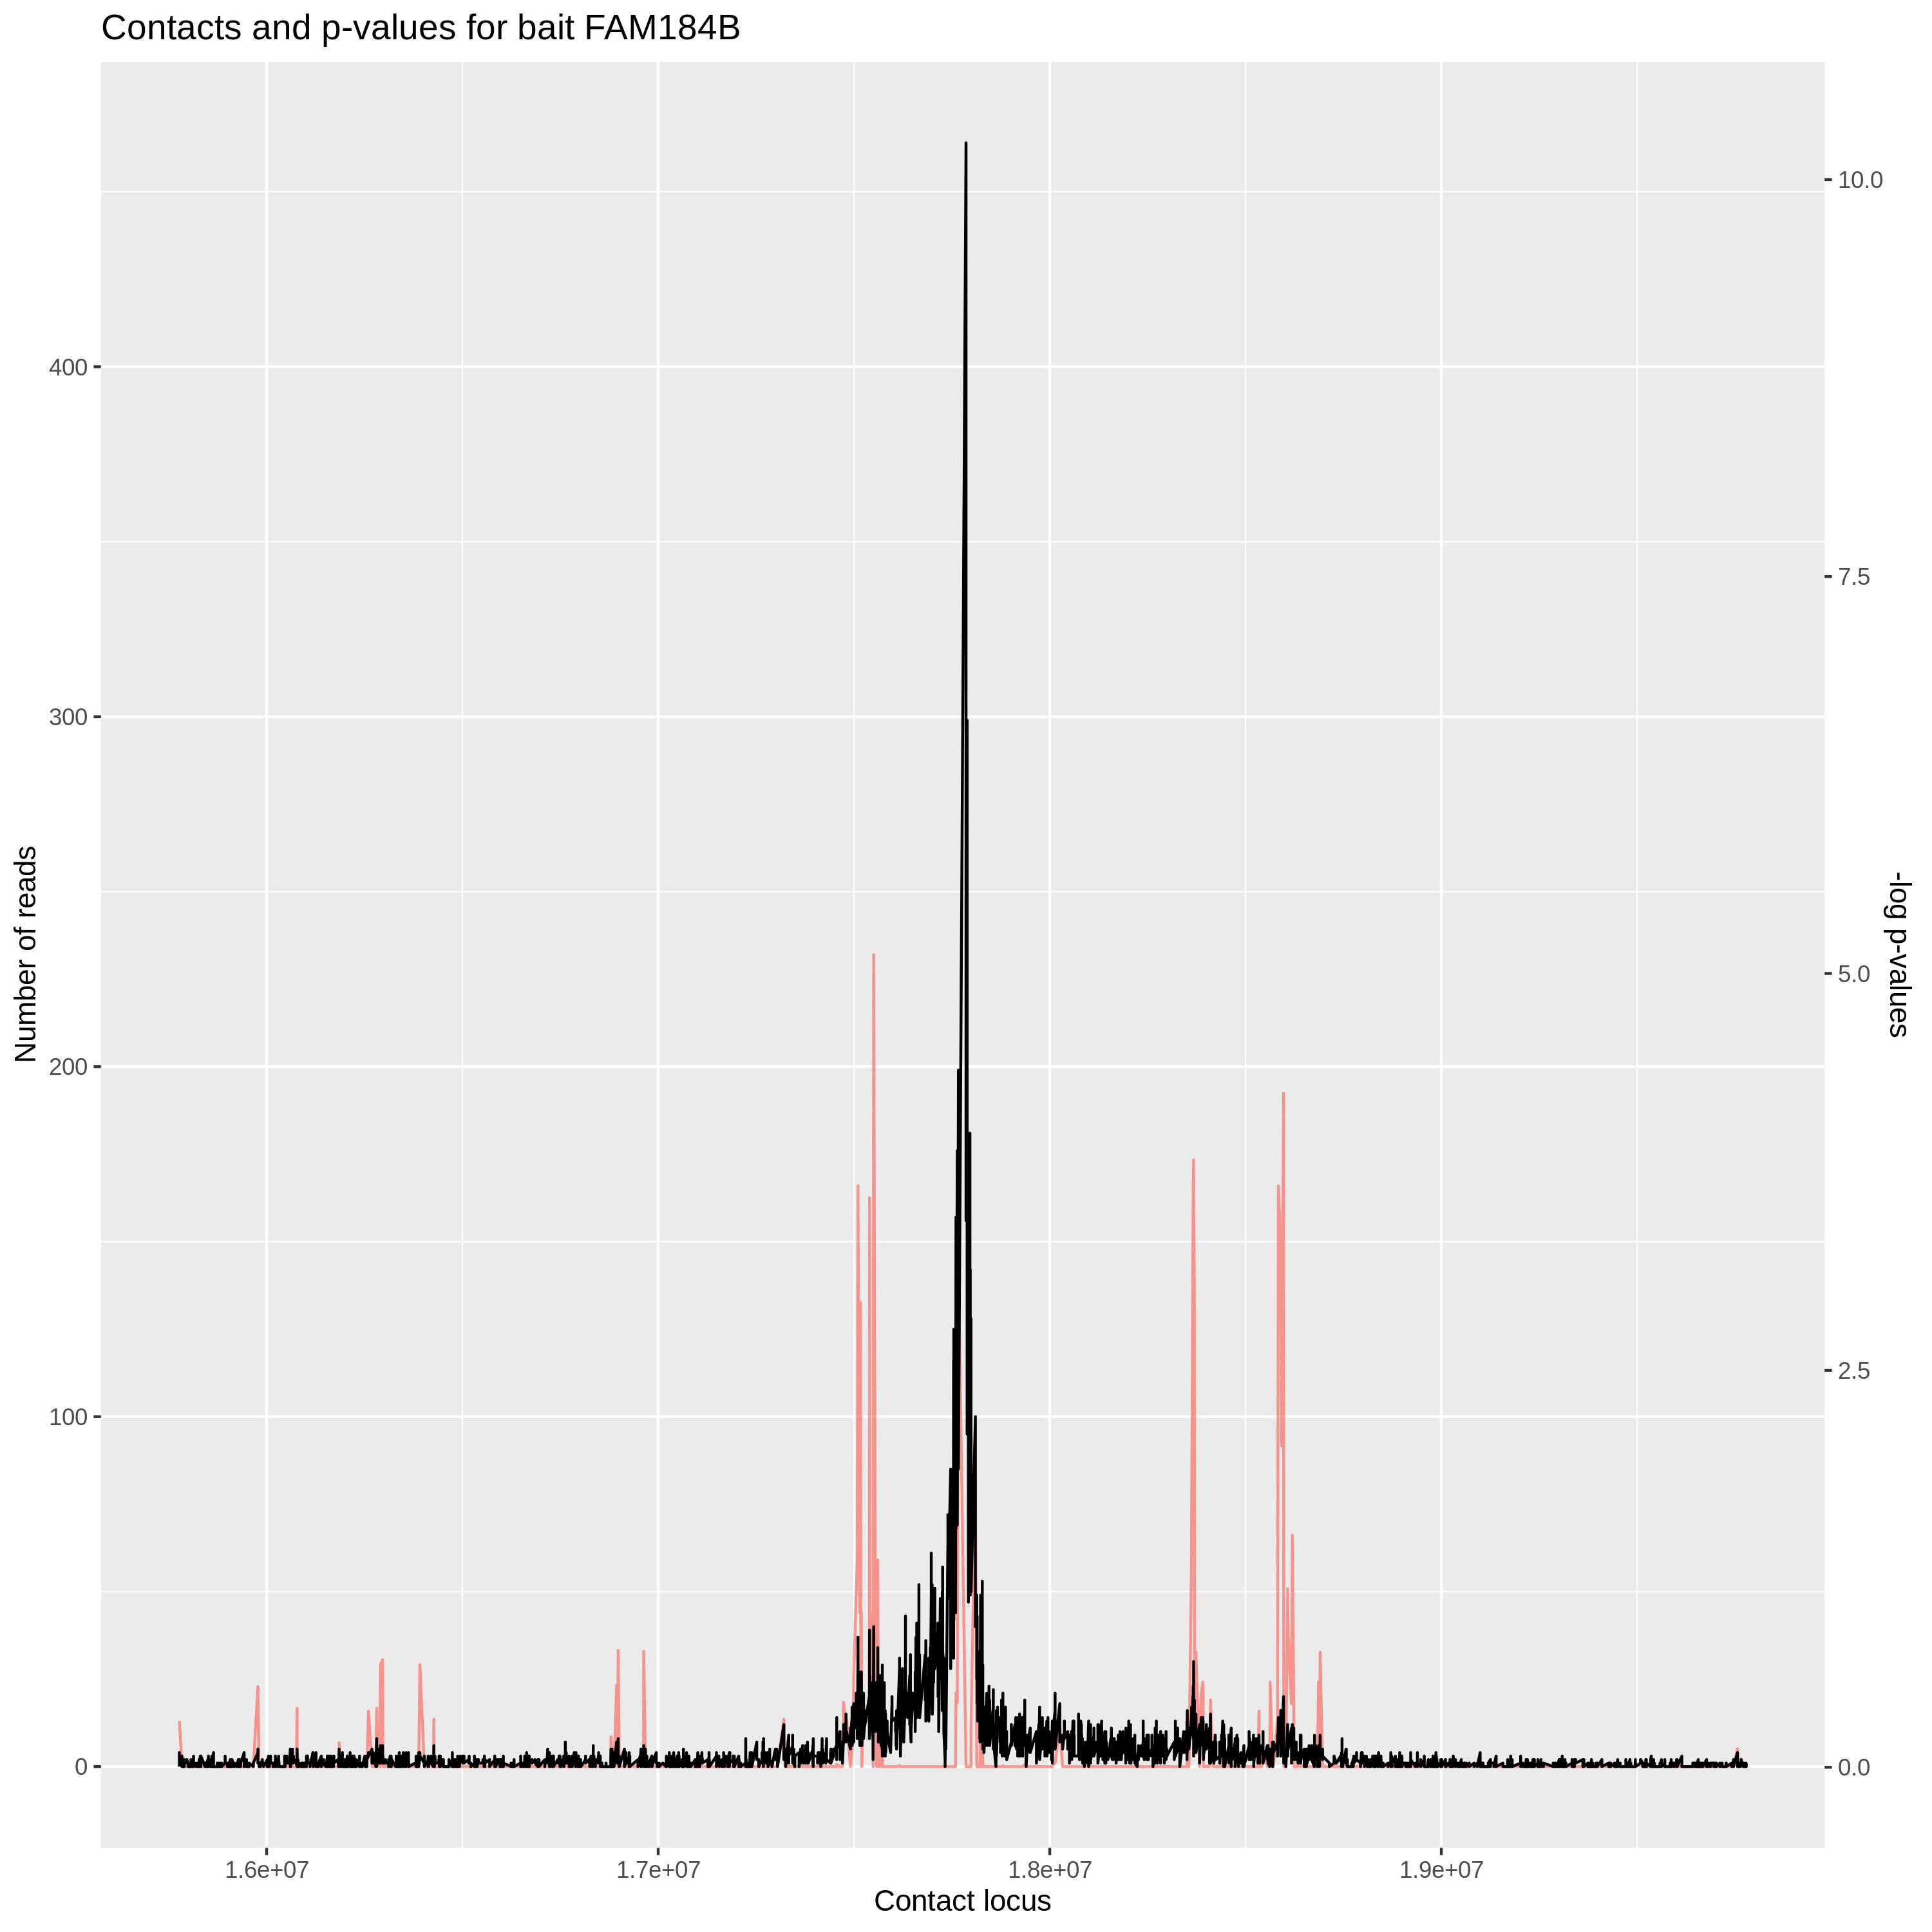 Contacts and p-values for bait FAM184B
Number of reads
400
300
200
100
0
10.0
7.5
5.0
2.5
0.0
-log p-values
1.6e+07
1.7e+07
1.8e+07
1.9e+07
Contact locus